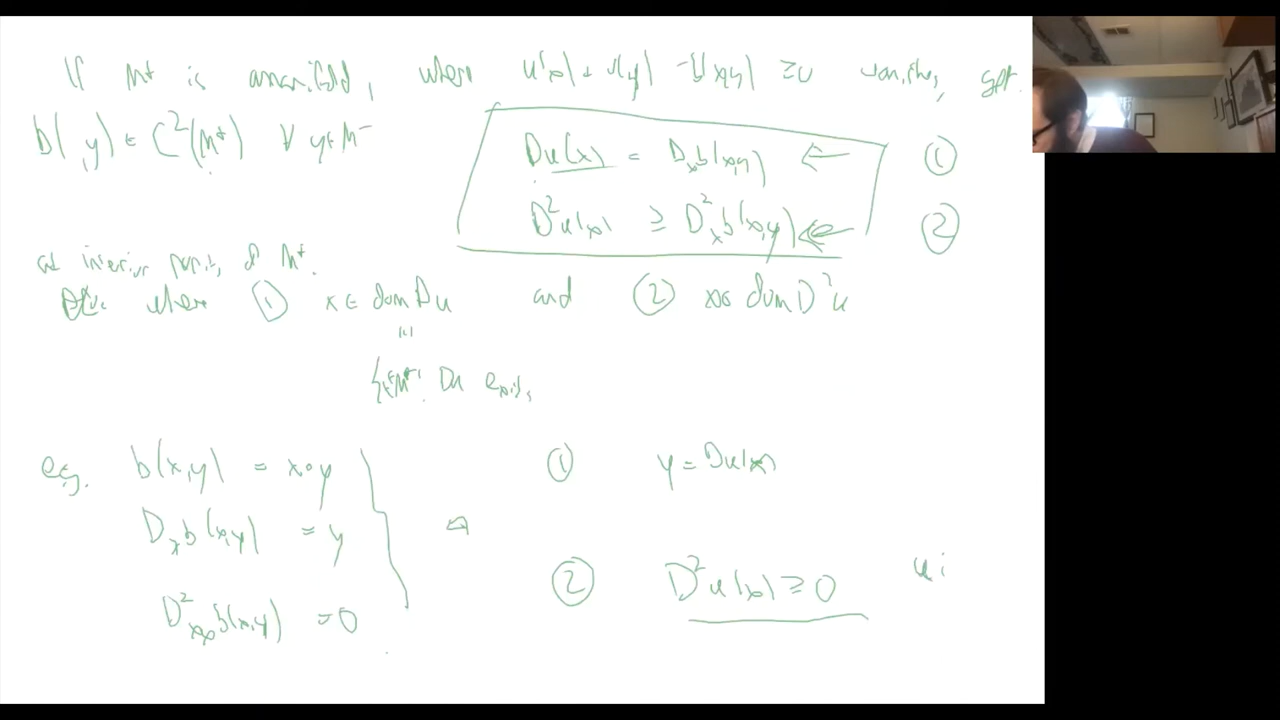 If M⁺ is a manifold, where u(x) + v(y) - b(x,y) ≥ 0 vanishes, get
b( ,y) ∈ C²(M⁺) ∀ y ∈ M⁻
Du(x) = D_x b(x,y) ⇐ ①
D²u(x) ≥ D²_x b(x,y) ⇐ ②
at interior points of M⁺.
where ① x ∈ dom Du and ② x ∈ dom D²u
{x ∈ M⁺: Du exists
e.g. b(x,y) = x·y ① y = Du(x)
D_x b(x,y) = y ⇔
D²_xx b(x,y) = 0 ② D²u(x) ≥ 0 u i